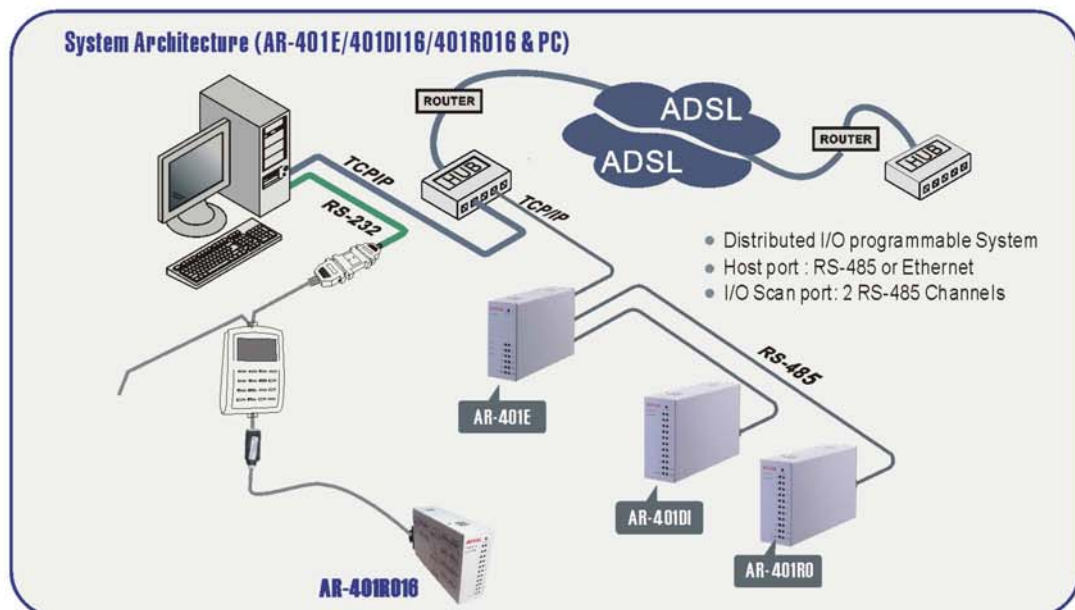 System Architecture (AR-401E/401DI16/401RO16 & PC)
ROUTER
ADSL
ADSL
ROUTER
HUB
HUB
TCPIP
RS-232
TCP/IP
Distributed I/O programmable System
Host port : RS-485 or Ethernet
I/O Scan port: 2 RS-485 Channels
RS-485
AR-401E
AR-401DI
AR-401RO
AR-401RO16